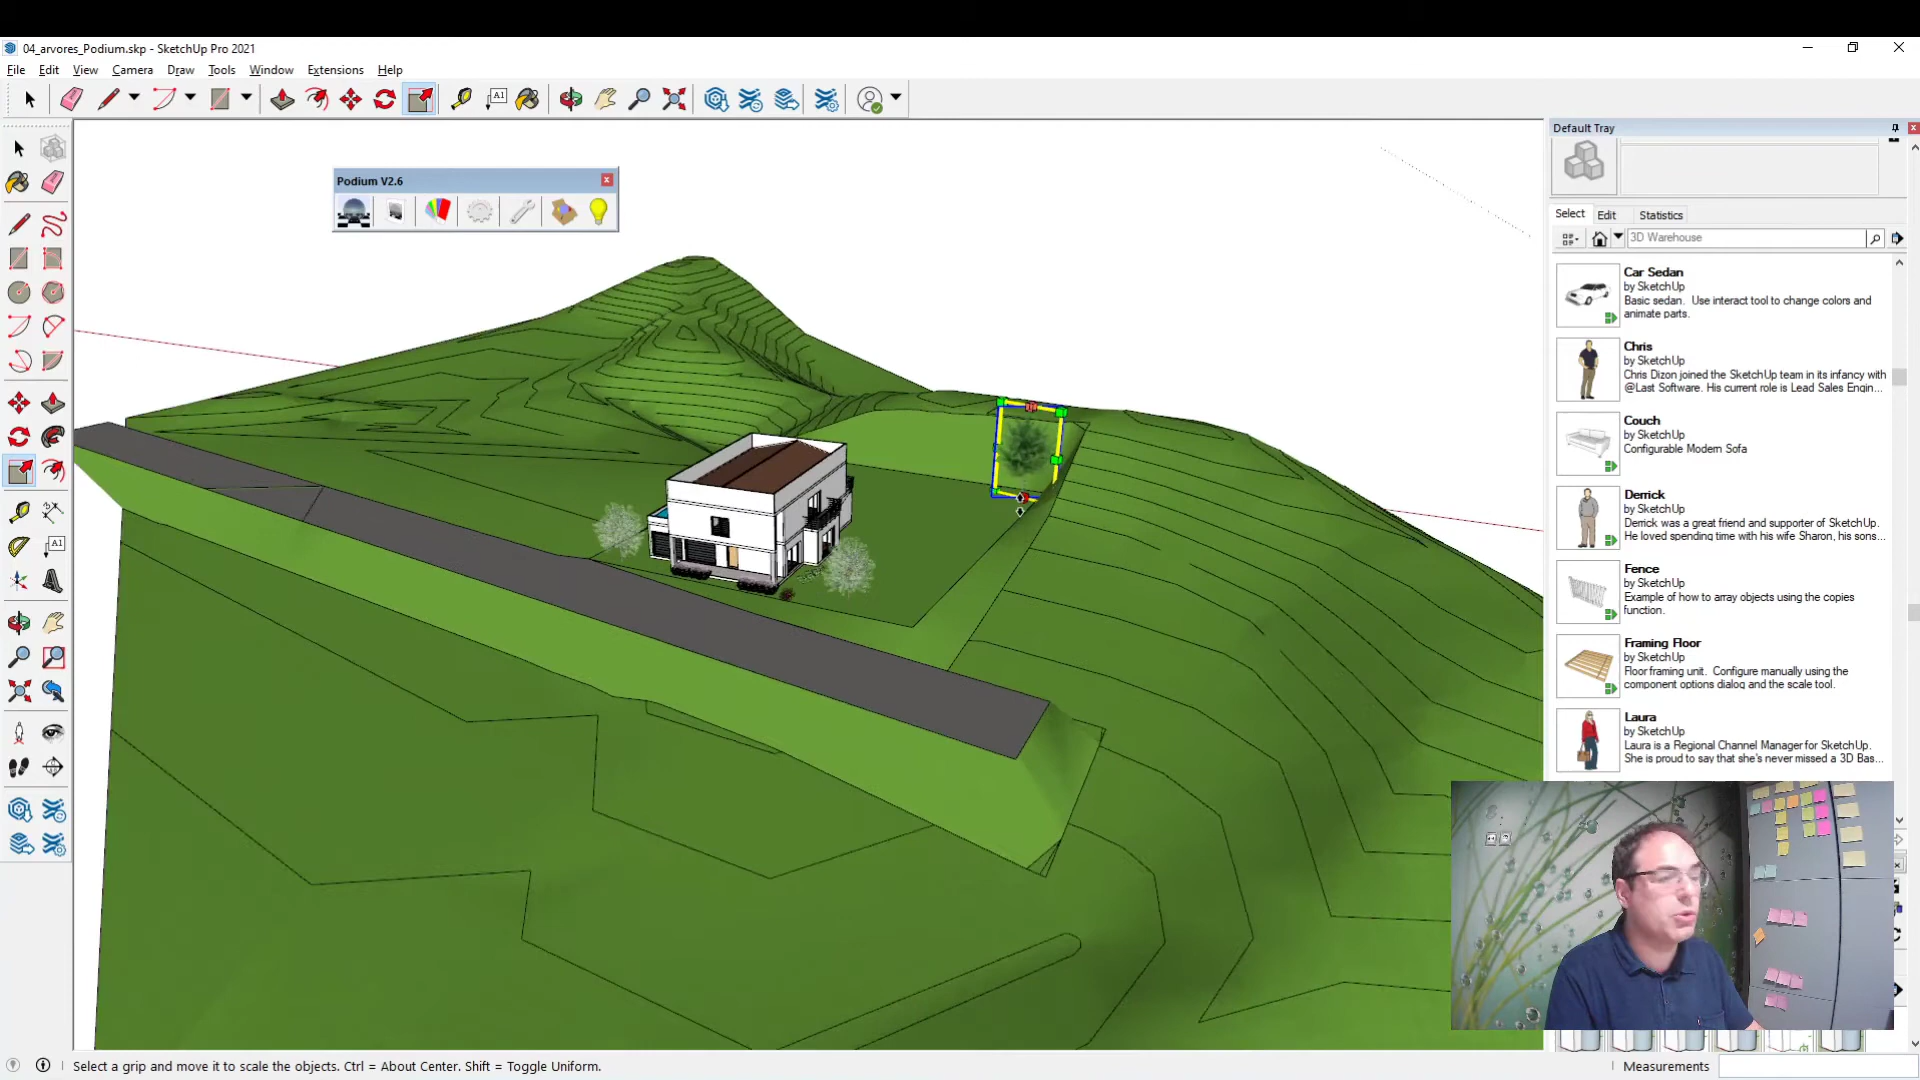 04_arvores_Podium.skp - SketchUp Pro 2021
File Edit View Camera Draw Tools Window Extensions Help
A1
Default Tray
Podium V2.6
Select Edit Statistics
3D Warehouse
Car Sedan
by SketchUp
Basic sedan. Use interact tool to change colors and
animate parts.
Chris
by SketchUp
Chris Dizon joined the SketchUp team in its infancy with
@Last Software. His current role is Lead Sales Engin...
Couch
by SketchUp
Configurable Modern Sofa
Derrick
by SketchUp
Derrick was a great friend and supporter of SketchUp.
He loved spending time with his wife Sharon, his sons...
Fence
by SketchUp
Example of how to array objects using the copies
function.
A1
Framing Floor
by SketchUp
Floor framing unit. Configure manually using the
component options dialog and the scale tool.
Laura
by SketchUp
Laura is a Regional Channel Manager for SketchUp.
She is proud to say that she's never missed a 3D Bas...
Select a grip and move it to scale the objects. Ctrl = About Center. Shift = Toggle Uniform.
Measurements